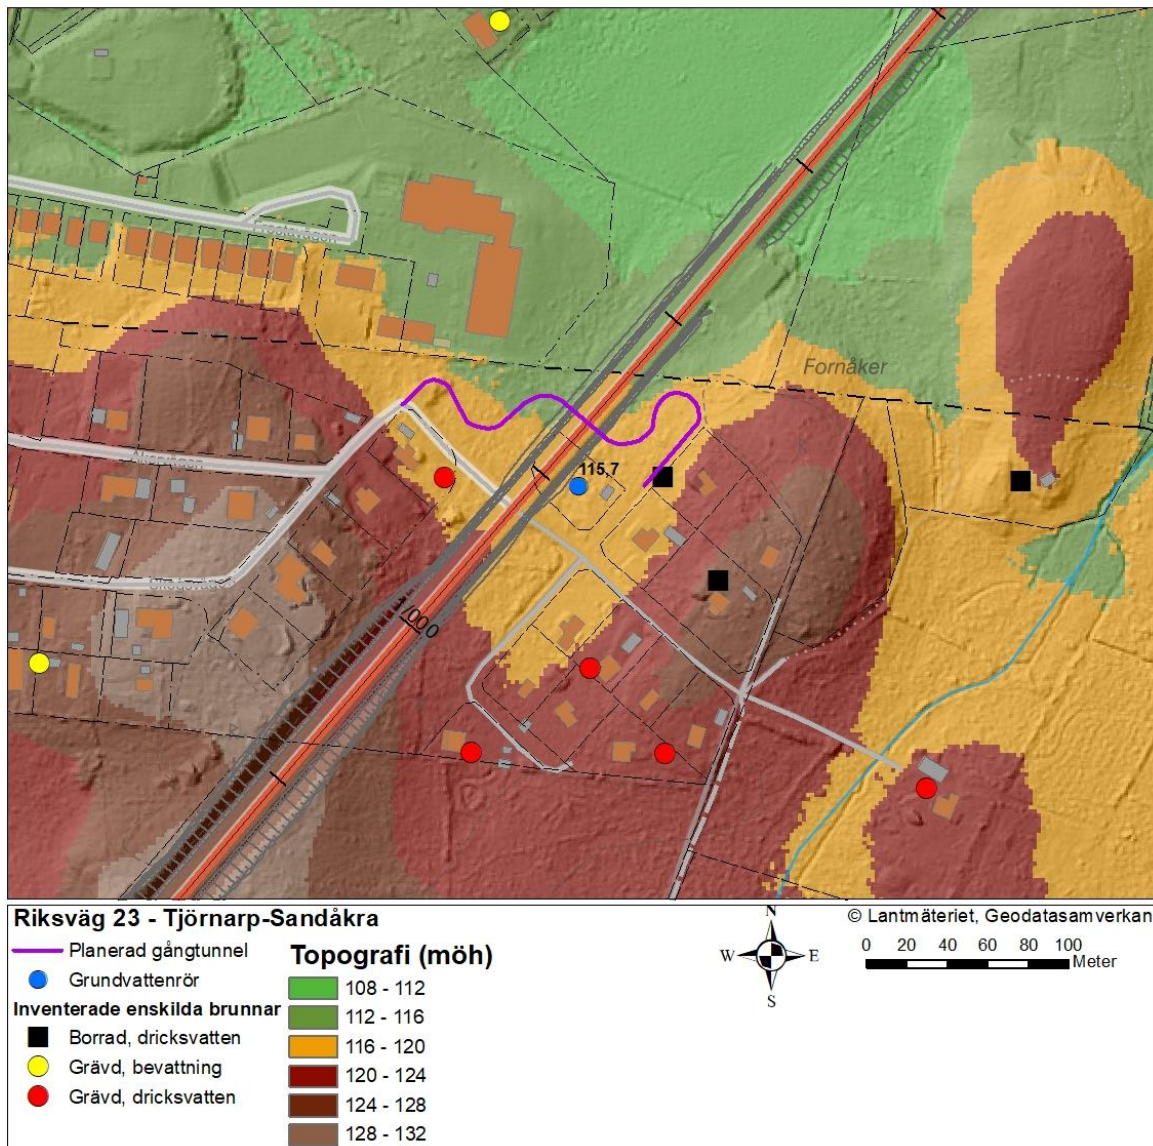 Fornåker
115.7
1/000
Riksväg 23 - Tjörnarp-Sandåkra
Planerad gångtunnel
Grundvattenrör
Inventerade enskilda brunnar
Borrad, dricksvatten
Grävd, bevattning
Grävd, dricksvatten
Topografi (möh)
108 - 112
112 - 116
116 - 120
120 - 124
124 - 128
128 - 132
N
W E
S
© Lantmäteriet, Geodatasamverkan
0 20 40 60 80 100
Meter